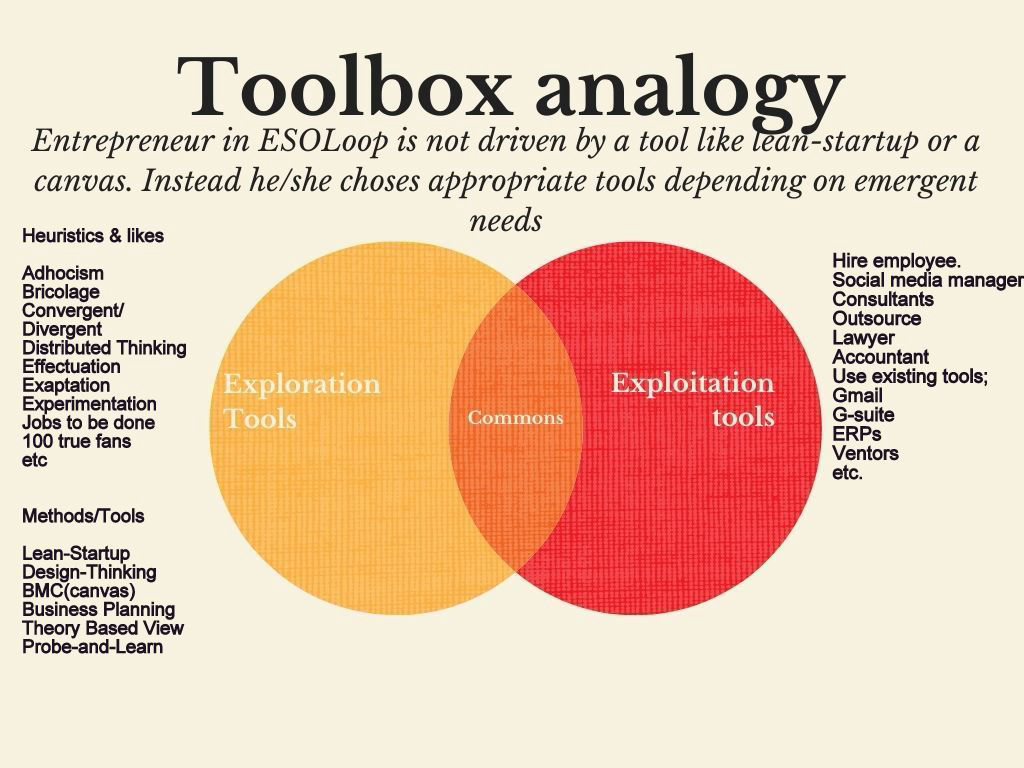 Toolbox analogy
Entrepreneur in ESOLoop is not driven by a tool like lean-startup or a
canvas. Instead he/she choses appropriate tools depending on emergent
needs
Heuristics & likes
Adhocism
Bricolage
Convergent/
Divergent
Distributed Thinking
Effectuation
Exaptation
Experimentation
Jobs to be done
100 true fans
etc
Methods/Tools
Lean-Startup
Design-Thinking
BMC(canvas)
Business Planning
Theory Based View
Probe-and-Learn
Exploration
Tools
Commons
Exploitation
tools
Hire employee.
Social media manager
Consultants
Outsource
Lawyer
Accountant
Use existing tools;
Gmail
G-suite
ERPs
Ventors
etc.